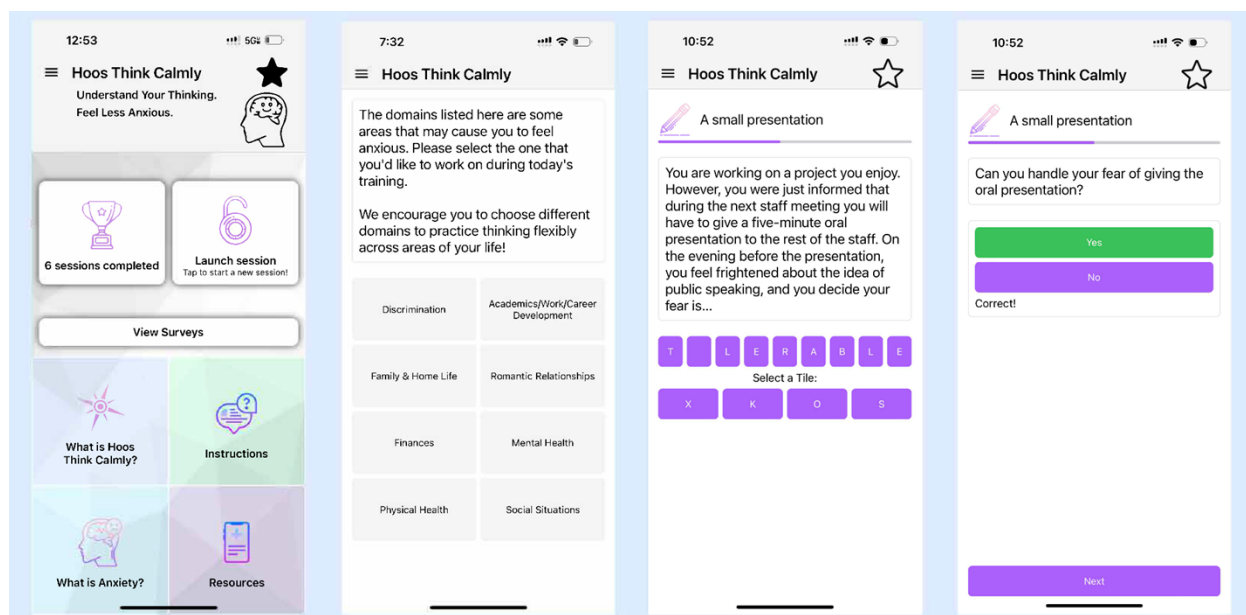 12:53
5G
Hoos Think Calmly
Understand Your Thinking.
Feel Less Anxious.
6 sessions completed
Launch session
Tap to start a new session!
View Surveys
What is Hoos
Think Calmly?
Instructions
What is Anxiety?
Resources
7:32
Hoos Think Calmly
The domains listed here are some
areas that may cause you to feel
anxious. Please select the one that
you'd like to work on during today's
training.
We encourage you to choose different
domains to practice thinking flexibly
across areas of your life!
Discrimination
Academics/Work/Career
Development
Family & Home Life
Romantic Relationships
Finances
Mental Health
Physical Health
Social Situations
10:52
Hoos Think Calmly
A small presentation
You are working on a project you enjoy.
However, you were just informed that
during the next staff meeting you will
have to give a five-minute oral
presentation to the rest of the staff. On
the evening before the presentation,
you feel frightened about the idea of
public speaking, and you decide your
fear is...
T L E R A B L E
Select a Tile:
X K O S
10:52
Hoos Think Calmly
A small presentation
Can you handle your fear of giving the
oral presentation?
Yes
No
Correct!
Next